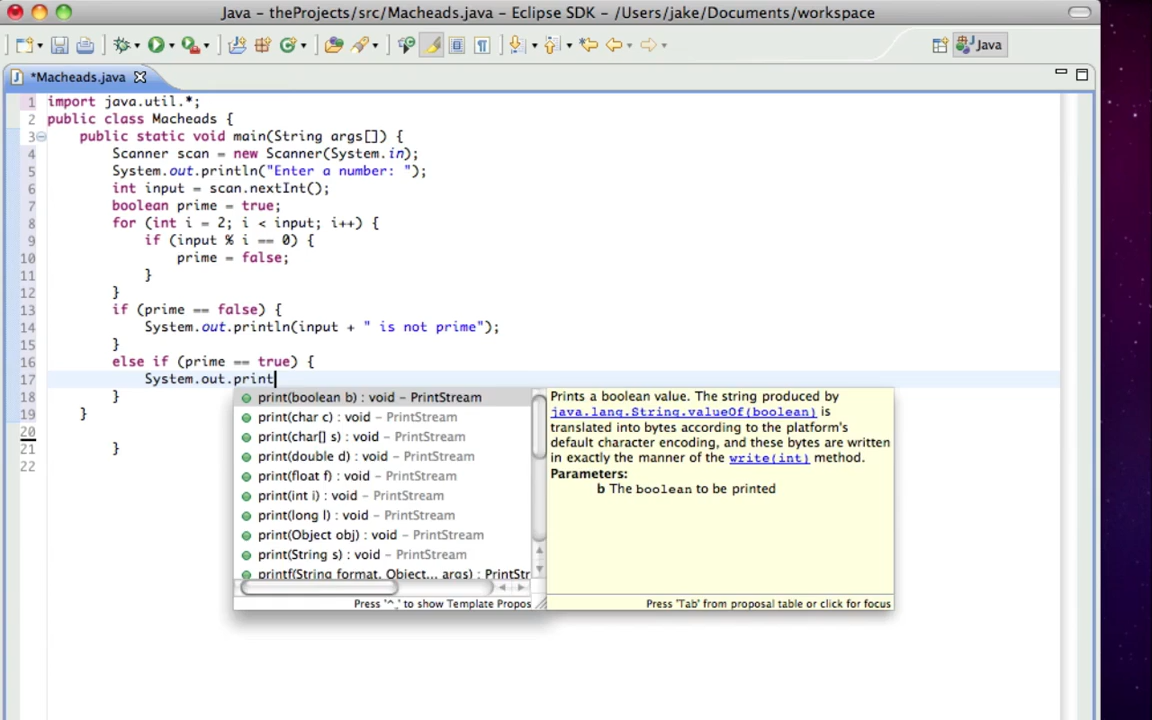 Java - theProjects/src/Macheads.java - Eclipse SDK - /Users/jake/Documents/workspace
Java
*Macheads.java
1 import java.util.*;
2 public class Macheads {
3 public static void main(String args[]) {
4 Scanner scan = new Scanner(System.in);
5 System.out.println("Enter a number: ");
6 int input = scan.nextInt();
7 boolean prime = true;
8 for (int i = 2; i < input; i++) {
9 if (input % i == 0) {
10 prime = false;
11 }
12 }
13 if (prime == false) {
14 System.out.println(input + " is not prime");
15 }
16 else if (prime == true) {
17 System.out.print
18 }
19 }
20
21 }
22
print(boolean b) : void - PrintStream
print(char c) : void - PrintStream
print(char[] s) : void - PrintStream
print(double d) : void - PrintStream
print(float f) : void - PrintStream
print(int i) : void - PrintStream
print(long l) : void - PrintStream
print(Object obj) : void - PrintStream
print(String s) : void - PrintStream
printf(String format, Object... args) : PrintStr
Press '^ ' to show Template Propos
Prints a boolean value. The string produced by
java.lang.String.valueOf(boolean) is
translated into bytes according to the platform's
default character encoding, and these bytes are written
in exactly the manner of the write(int) method.
Parameters:
b The boolean to be printed
Press 'Tab' from proposal table or click for focus